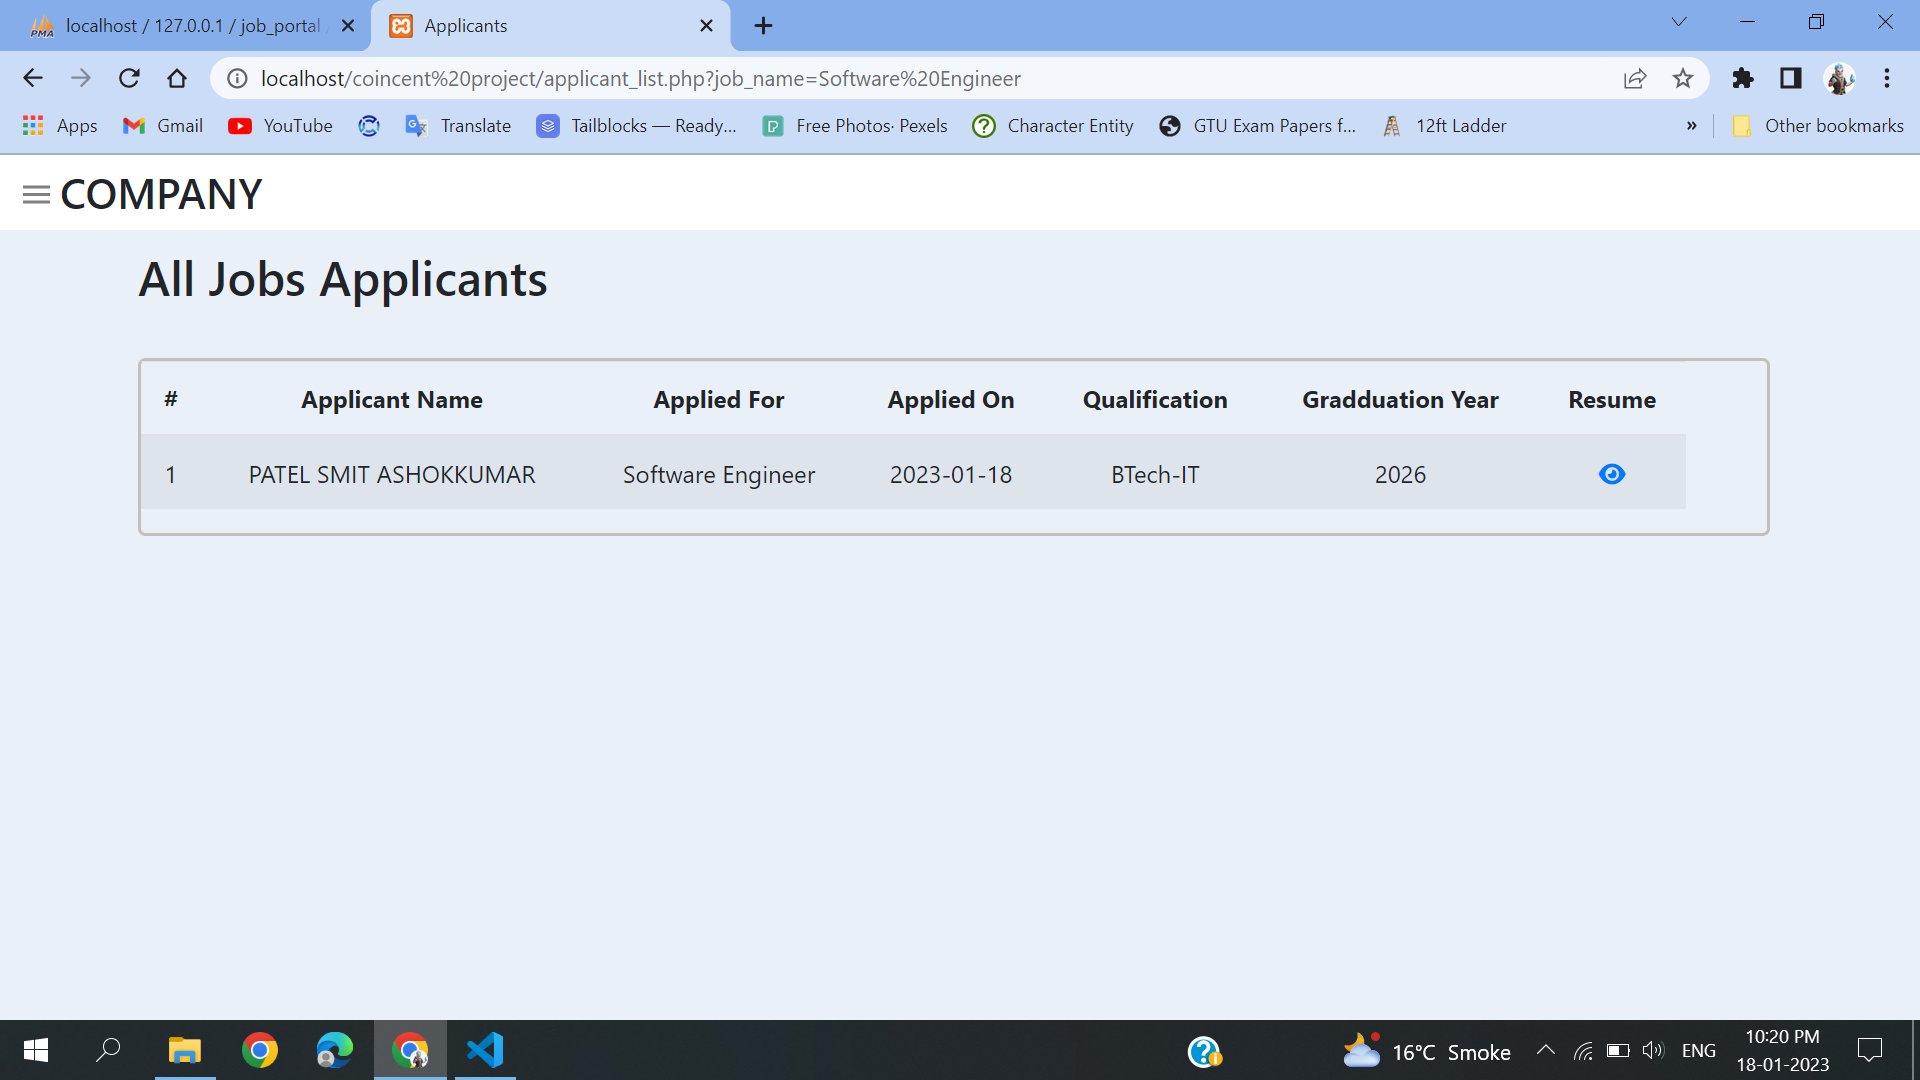 localhost / 127.0.0.1 / job_portal
Applicants
localhost/coincent%20project/applicant_list.php?job_name=Software%20Engineer
Apps Gmail YouTube Translate Tailblocks — Ready... Free Photos· Pexels Character Entity GTU Exam Papers f... 12ft Ladder » Other bookmarks
COMPANY
All Jobs Applicants
# Applicant Name Applied For Applied On Qualification Gradduation Year Resume
1 PATEL SMIT ASHOKKUMAR Software Engineer 2023-01-18 BTech-IT 2026
16°C Smoke ENG 10:20 PM
18-01-2023